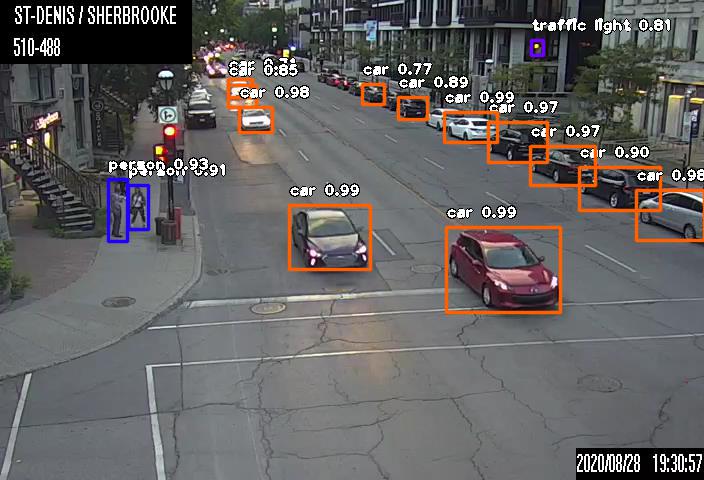 ST-DENIS / SHERBROOKE
510-488
traffic light 0.81
car 0.85
car 0.77
car 0.89
car 0.98
car 0.99
car 0.97
car 0.97
car 0.90
car 0.98
person 0.93
0.91
car 0.99
car 0.99
2020/08/28 19:30:57